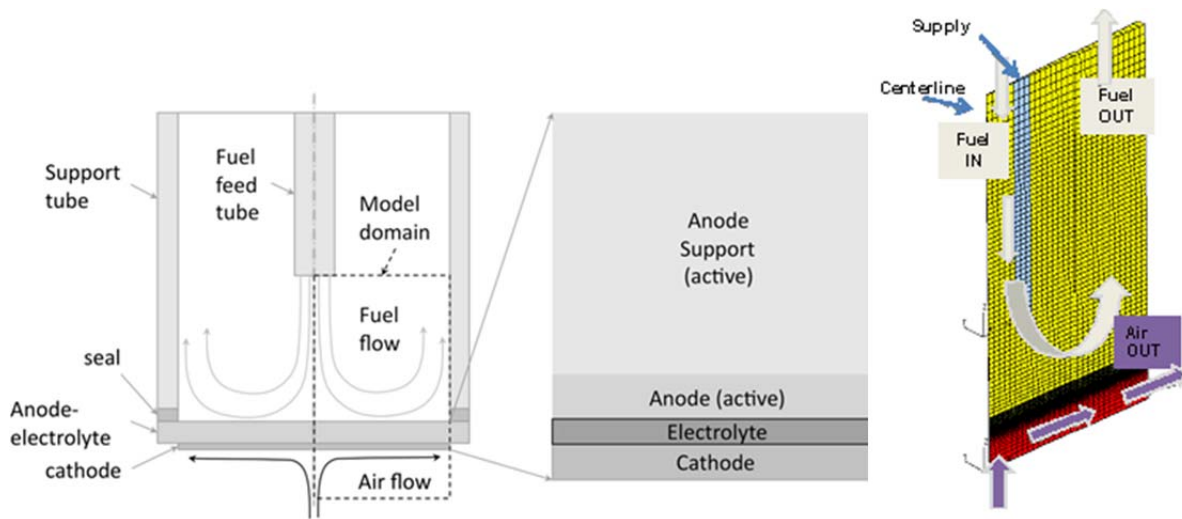 Support
tube
Fuel
feed
tube
Model
domain
Fuel
flow
seal
Anode-
electrolyte
cathode
Air flow
Anode
Support
(active)
Anode (active)
Electrolyte
Cathode
Supply
Centerline
Fuel
IN
Fuel
OUT
Air
OUT